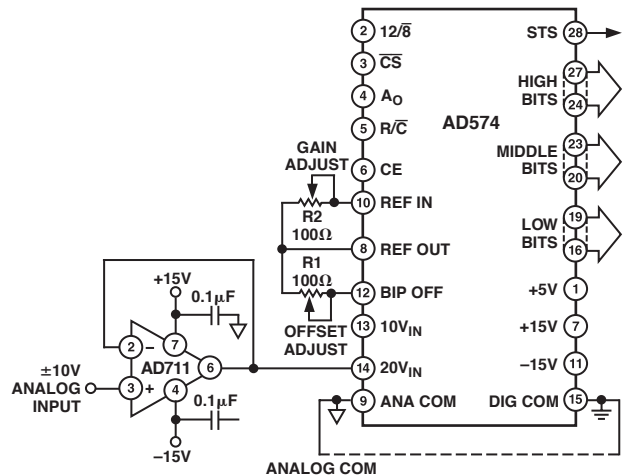 2 12/8̅
3 C̅S̅
4 AO
5 R/C̅
GAIN
ADJUST
6 CE
10 REF IN
R2
100Ω
8 REF OUT
R1
100Ω
12 BIP OFF
OFFSET
ADJUST
13 10VIN
14 20VIN
9 ANA COM
AD574
STS 28
27
HIGH
BITS
24
23
MIDDLE
BITS
20
19
LOW
BITS
16
+5V 1
+15V 7
–15V 11
DIG COM 15
+15V
0.1μF
2 –
7
AD711
6
±10V
ANALOG
INPUT
3 +
4
0.1μF
–15V
ANALOG COM